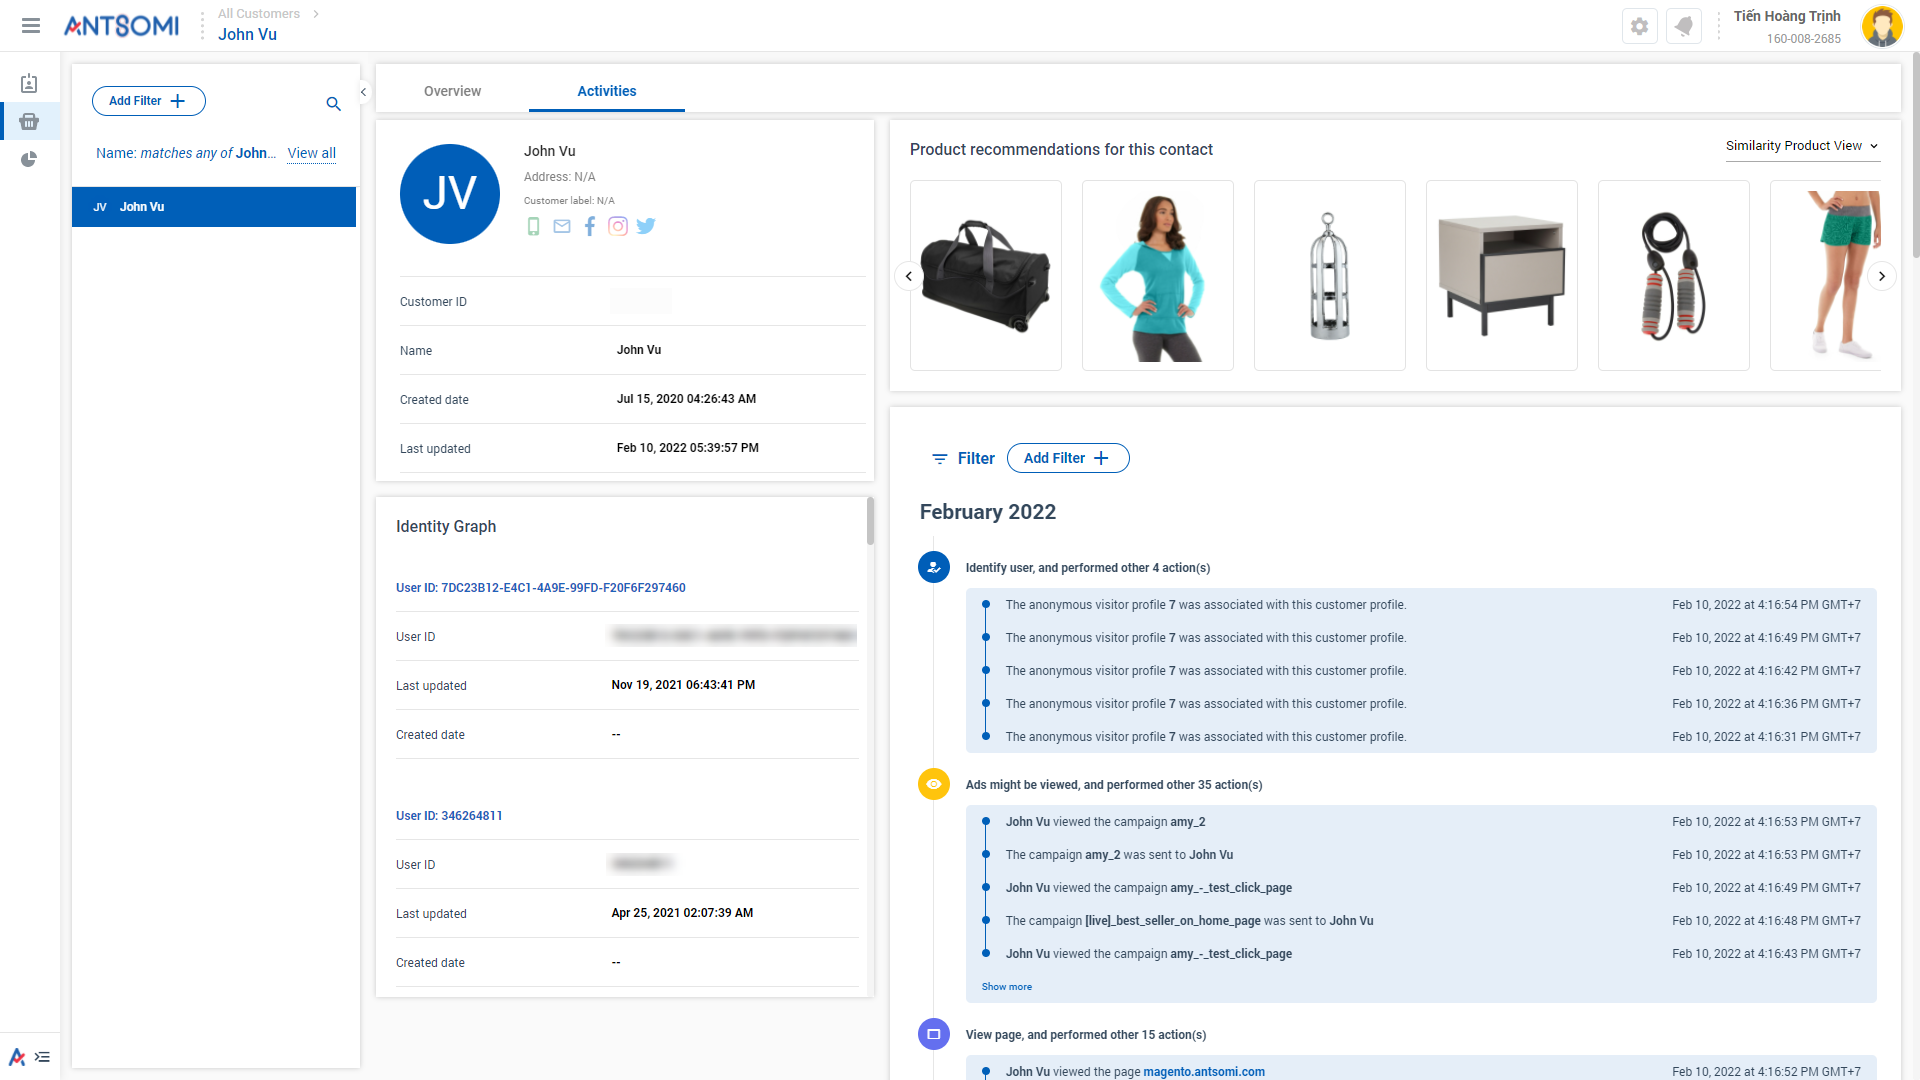 ANTSOMI
All Customers
John Vu
Tiến Hoàng Trịnh
160-008-2685
Add Filter
Name: matches any of John...
View all
JV John Vu
Overview
Activities
JV
John Vu
Address: N/A
Customer label: N/A
Customer ID
Name John Vu
Created date Jul 15, 2020 04:26:43 AM
Last updated Feb 10, 2022 05:39:57 PM
Identity Graph
User ID: 7DC23B12-E4C1-4A9E-99FD-F20F6F297460
User ID
Last updated Nov 19, 2021 06:43:41 PM
Created date --
User ID: 346264811
User ID
Last updated Apr 25, 2021 02:07:39 AM
Created date --
Product recommendations for this contact
Similarity Product View
Filter
Add Filter
February 2022
Identify user, and performed other 4 action(s)
The anonymous visitor profile 7 was associated with this customer profile. Feb 10, 2022 at 4:16:54 PM GMT+7
The anonymous visitor profile 7 was associated with this customer profile. Feb 10, 2022 at 4:16:49 PM GMT+7
The anonymous visitor profile 7 was associated with this customer profile. Feb 10, 2022 at 4:16:42 PM GMT+7
The anonymous visitor profile 7 was associated with this customer profile. Feb 10, 2022 at 4:16:36 PM GMT+7
The anonymous visitor profile 7 was associated with this customer profile. Feb 10, 2022 at 4:16:31 PM GMT+7
Ads might be viewed, and performed other 35 action(s)
John Vu viewed the campaign amy_2 Feb 10, 2022 at 4:16:53 PM GMT+7
The campaign amy_2 was sent to John Vu Feb 10, 2022 at 4:16:53 PM GMT+7
John Vu viewed the campaign amy_-_test_click_page Feb 10, 2022 at 4:16:49 PM GMT+7
The campaign [live]_best_seller_on_home_page was sent to John Vu Feb 10, 2022 at 4:16:48 PM GMT+7
John Vu viewed the campaign amy_-_test_click_page Feb 10, 2022 at 4:16:43 PM GMT+7
Show more
View page, and performed other 15 action(s)
John Vu viewed the page magento.antsomi.com Feb 10, 2022 at 4:16:52 PM GMT+7